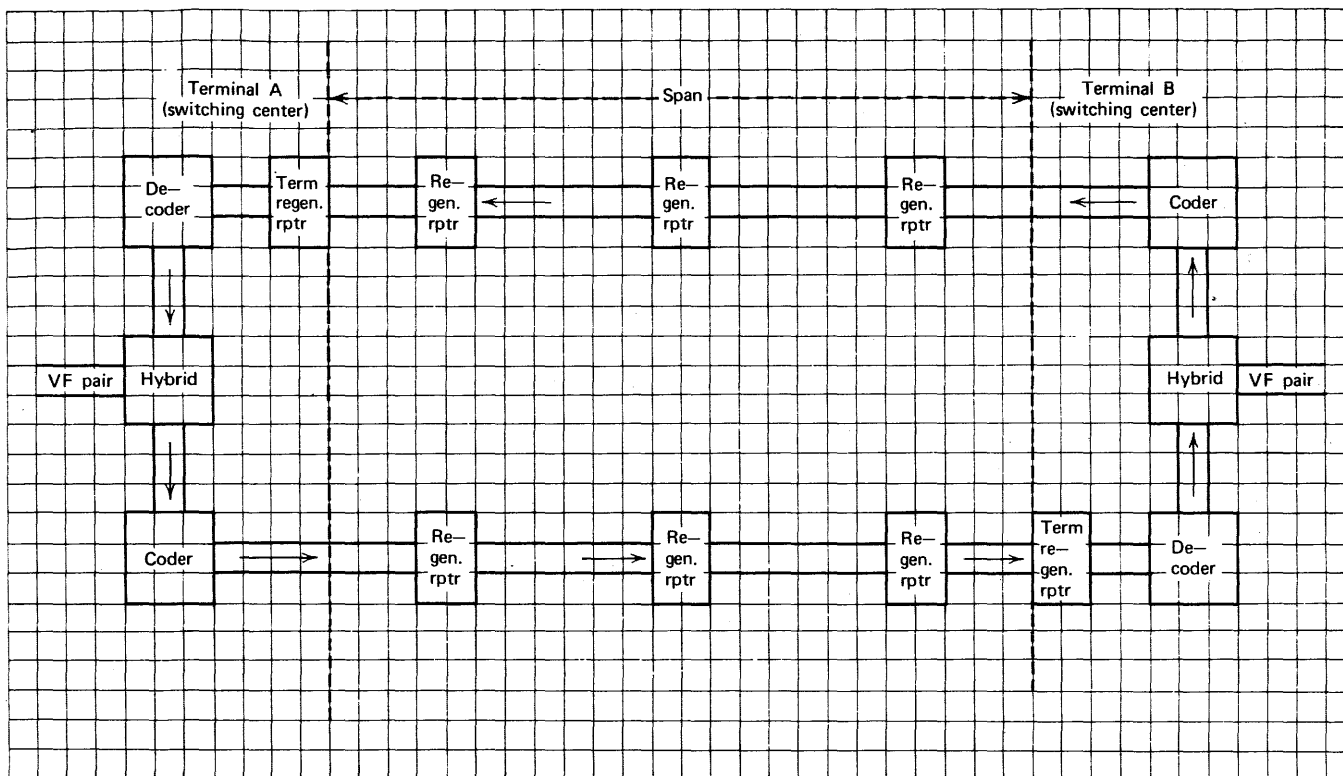 Terminal A
(switching center)
Span
Terminal B
(switching center)
De—
coder
Term
regen.
rptr
Re—
gen.
rptr
Re—
gen.
rptr
Re—
gen.
rptr
Coder
VF pair
Hybrid
Hybrid
VF pair
Coder
Re—
gen.
rptr
Re—
gen.
rptr
Re—
gen.
rptr
Term
re—
gen.
rptr
De—
coder